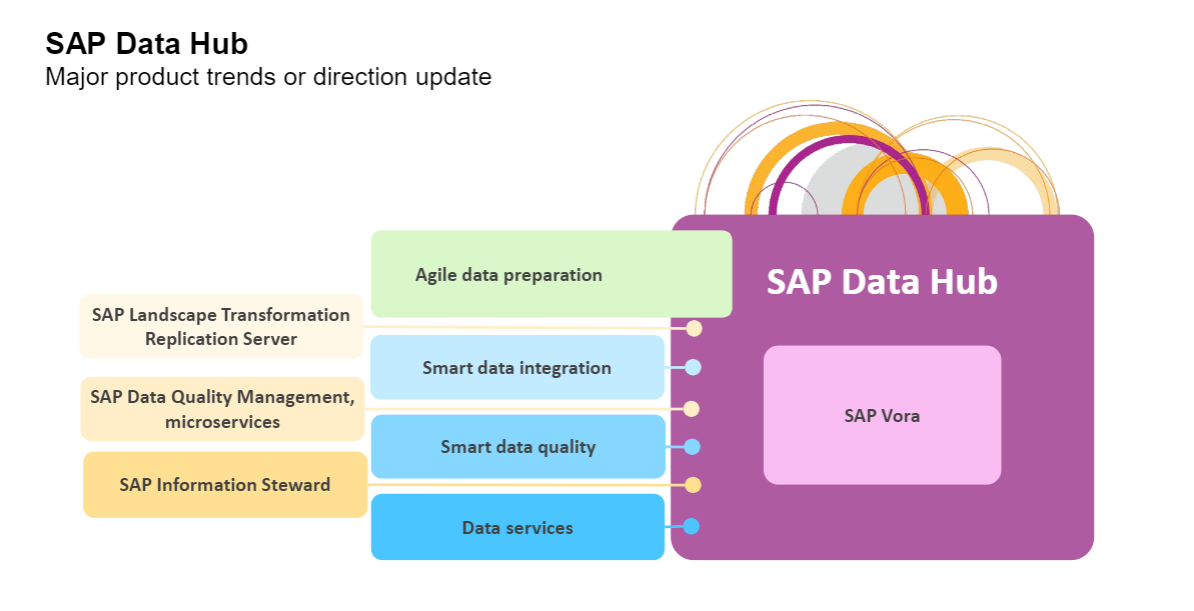 SAP Data Hub
Major product trends or direction update
Agile data preparation
SAP Data Hub
SAP Landscape Transformation
Replication Server
Smart data integration
SAP Data Quality Management,
microservices
SAP Vora
Smart data quality
SAP Information Steward
Data services